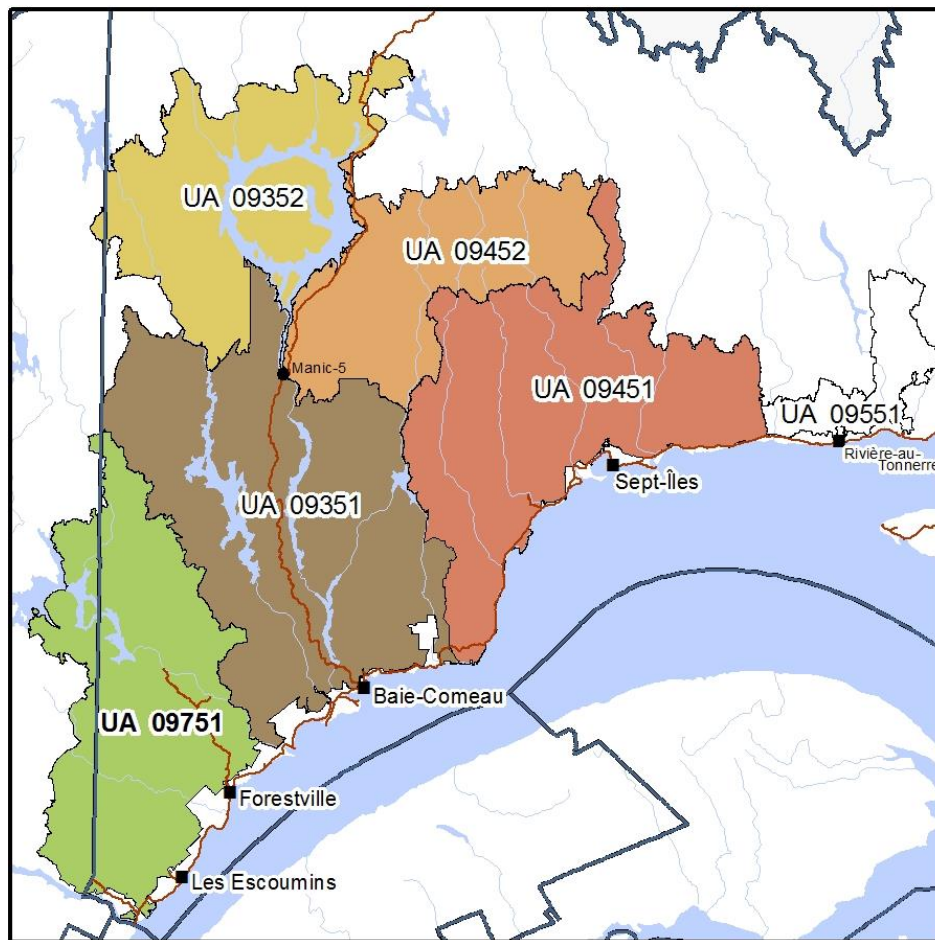 UA 09352
UA 09452
Manic-5
UA 09451
UA 09551
Rivière-au-
Tonnerre
Sept-Îles
UA 09351
Baie-Comeau
UA 09751
Forestville
Les Escoumins